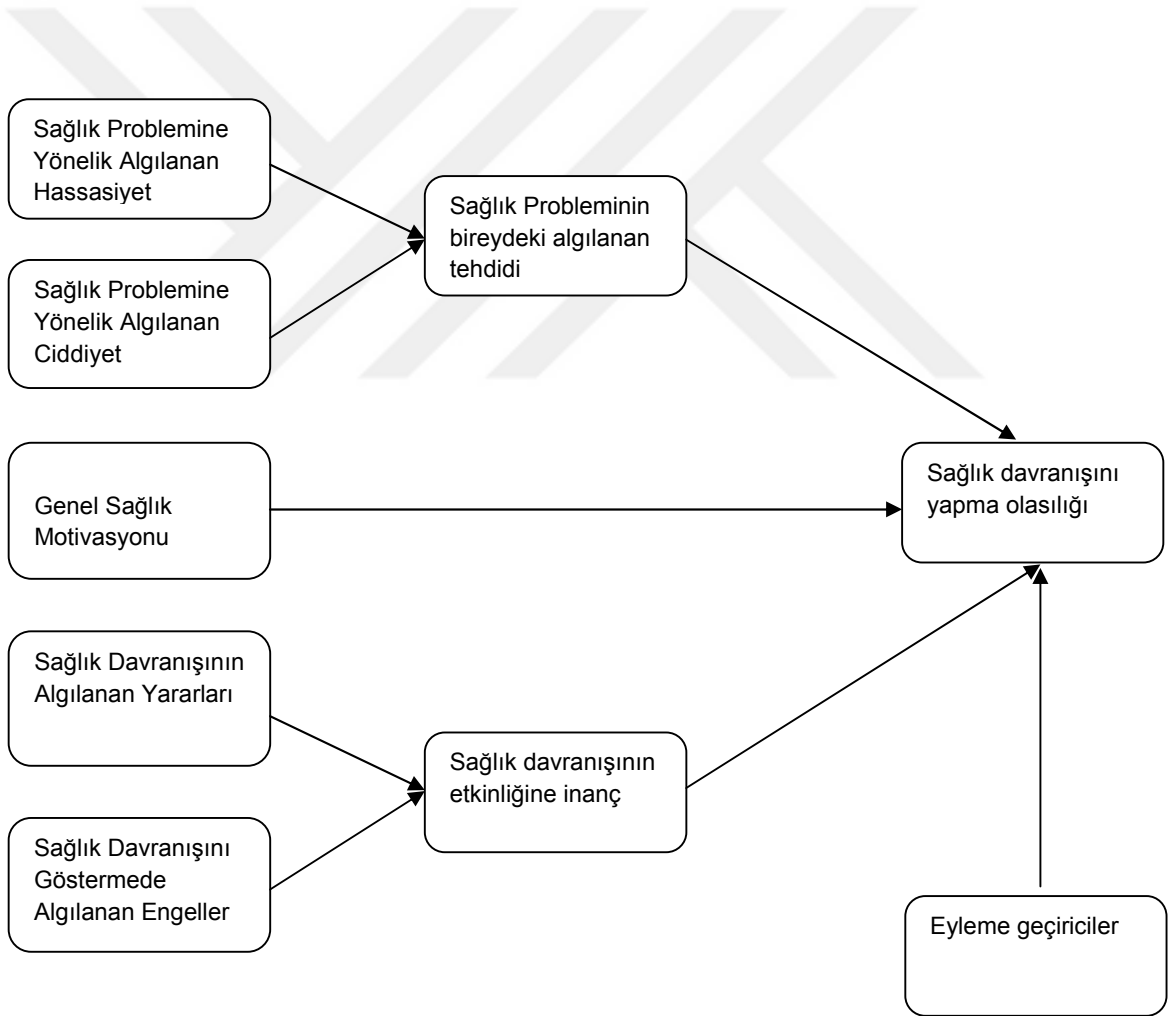 Sağlık Problemine
Yönelik Algılanan
Hassasiyet
Sağlık Probleminin
bireydeki algılanan
tehdidi
Sağlık Problemine
Yönelik Algılanan
Ciddiyet
Genel Sağlık
Motivasyonu
Sağlık davranışını
yapma olasılığı
Sağlık Davranışının
Algılanan Yararları
Sağlık davranışının
etkinliğine inanç
Sağlık Davranışını
Göstermede
Algılanan Engeller
Eyleme geçiriciler